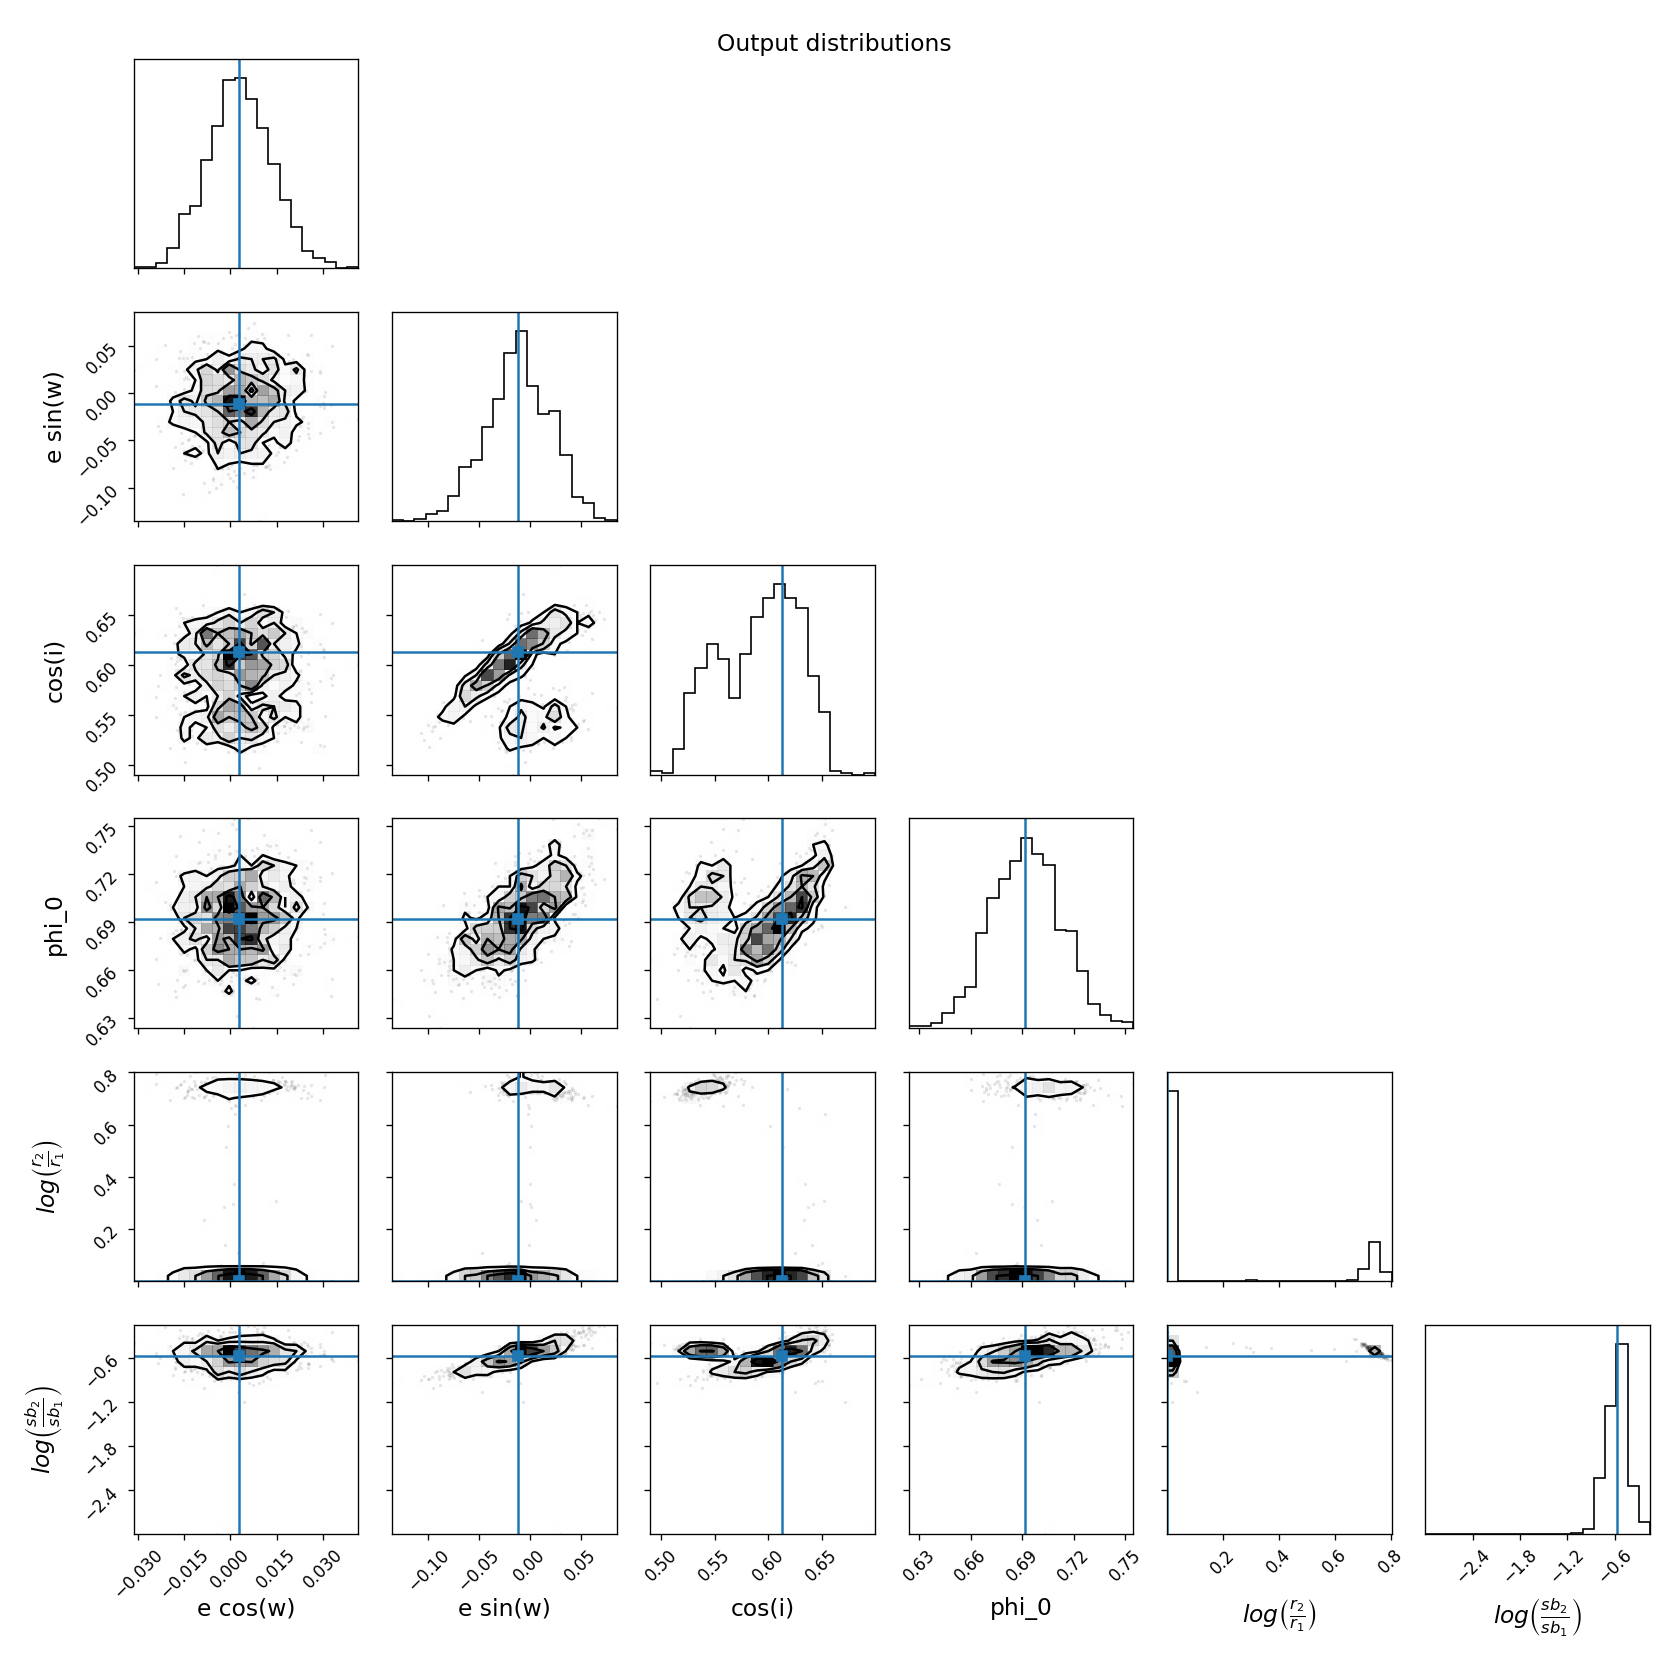 Output distributions
e sin(w)
0.05
0.00
−0.05
−0.10
cos(i)
0.65
0.60
0.55
0.50
phi_0
0.75
0.72
0.69
0.66
0.63
log(r2/r1)
0.8
0.6
0.4
0.2
log(sb2/sb1)
−0.6
−1.2
−1.8
−2.4
−0.030 −0.015 0.000 0.015 0.030
−0.10 −0.05 0.00 0.05
0.50 0.55 0.60 0.65
0.63 0.66 0.69 0.72 0.75
0.2 0.4 0.6 0.8
−2.4 −1.8 −1.2 −0.6
e cos(w)
e sin(w)
cos(i)
phi_0
log(r2/r1)
log(sb2/sb1)